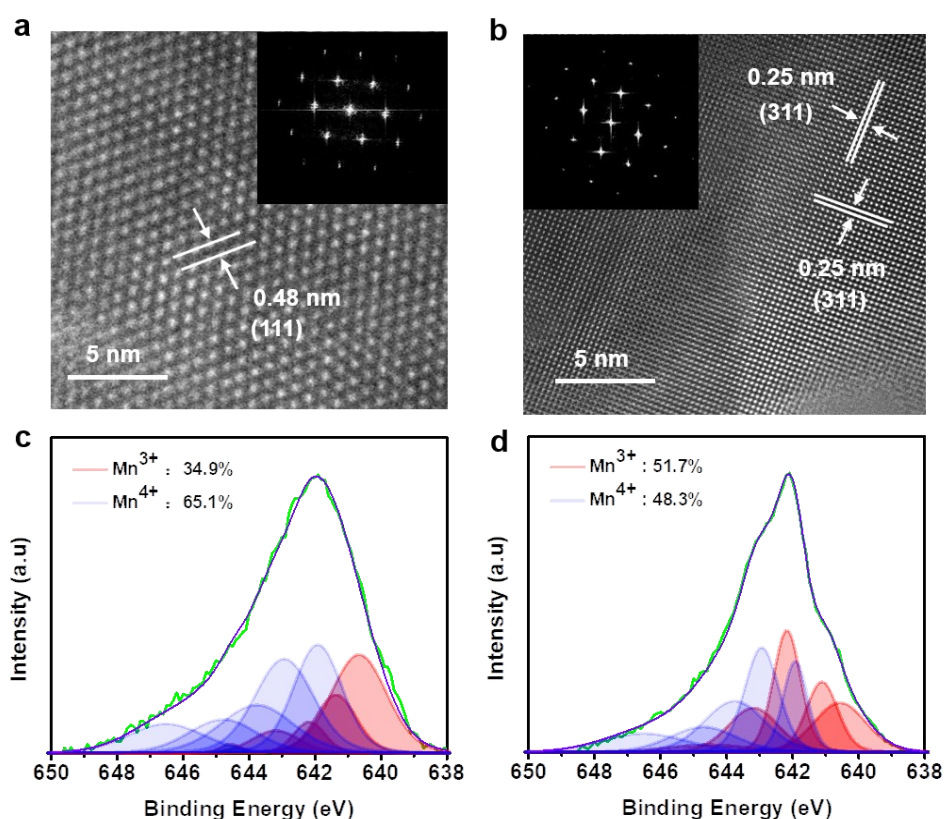 a
0.48 nm
(111)
5 nm
b
0.25 nm
(311)
0.25 nm
(311)
5 nm
c
Mn3+ : 34.9%
Mn4+ : 65.1%
Intensity (a.u)
650 648 646 644 642 640 638
Binding Energy (eV)
d
Mn3+ : 51.7%
Mn4+ : 48.3%
Intensity (a.u)
650 648 646 644 642 640 638
Binding Energy (eV)